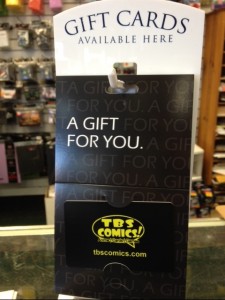 GIFT CARDS
AVAILABLE HERE
A GIFT
FOR YOU.
TBS
COMICS!
tbscomics.com